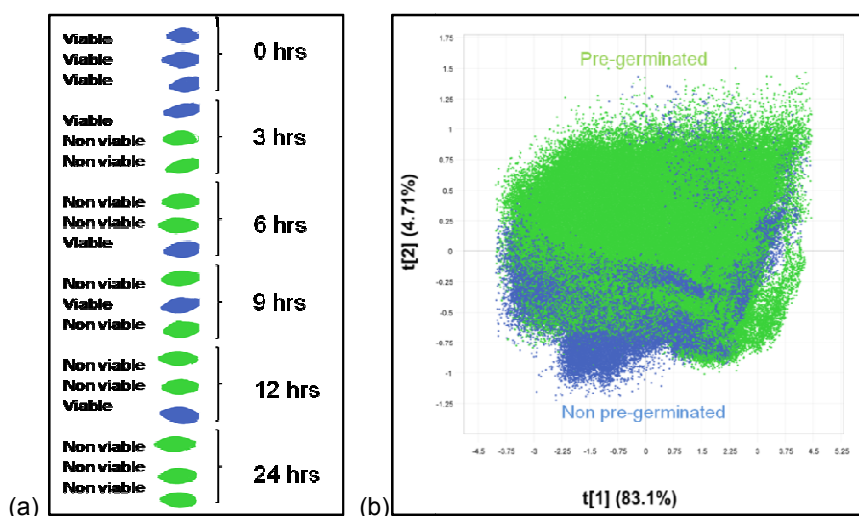 Viable
Viable
Viable
0 hrs
Viable
Non viable
Non viable
3 hrs
Non viable
Non viable
Viable
6 hrs
Non viable
Viable
Non viable
9 hrs
Non viable
Non viable
Viable
12 hrs
Non viable
Non viable
Non viable
24 hrs
(a)
(b)
Pre-germinated
Non pre-germinated
t[2] (4.71%)
1.75
1.5
1.25
1
0.75
0.5
0.25
0
-0.25
-0.5
-0.75
-1
-1.25
-4.5 -3.75 -3 -2.25 -1.5 -0.75 0 0.75 1.5 2.25 3 3.75 4.5 5.25
t[1] (83.1%)